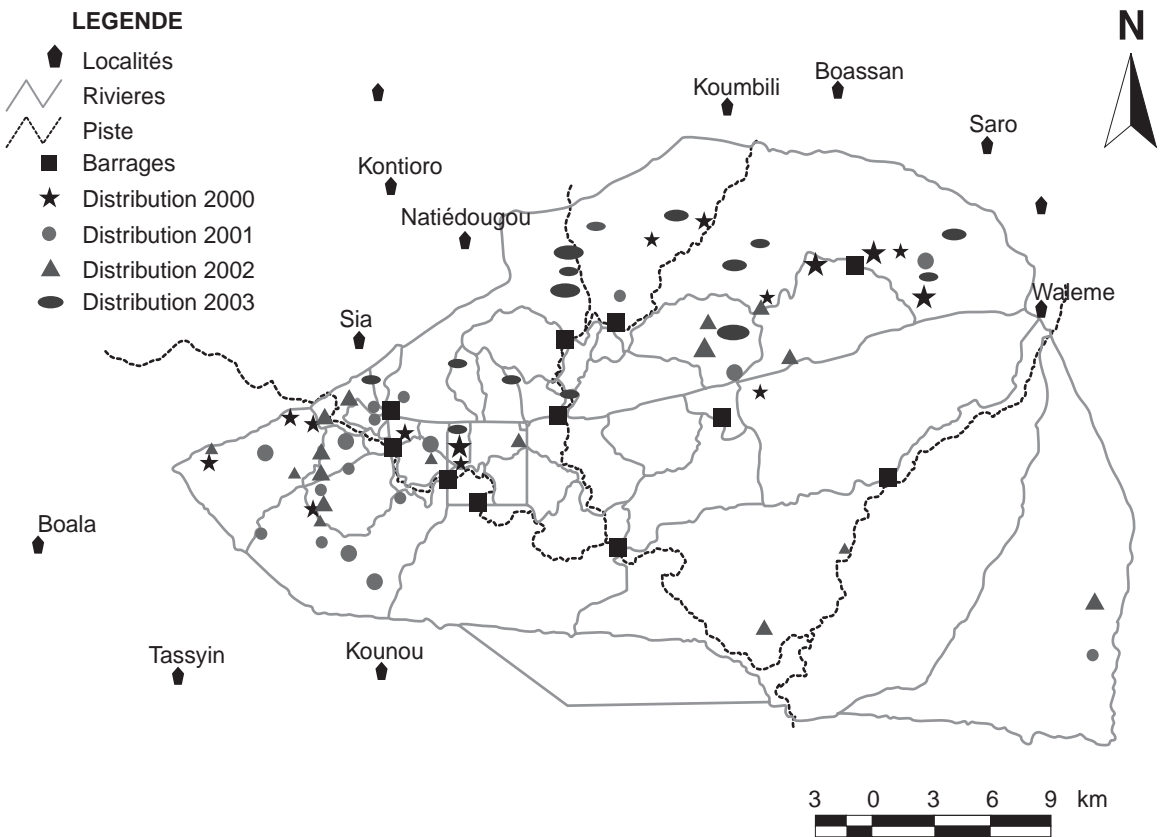 LEGENDE
Localités
Rivieres
Piste
Barrages
Distribution 2000
Distribution 2001
Distribution 2002
Distribution 2003
N
Boassan
Koumbili
Saro
Kontioro
Natiédougou
Waleme
Sia
Boala
Tassyin
Kounou
3 0 3 6 9 km